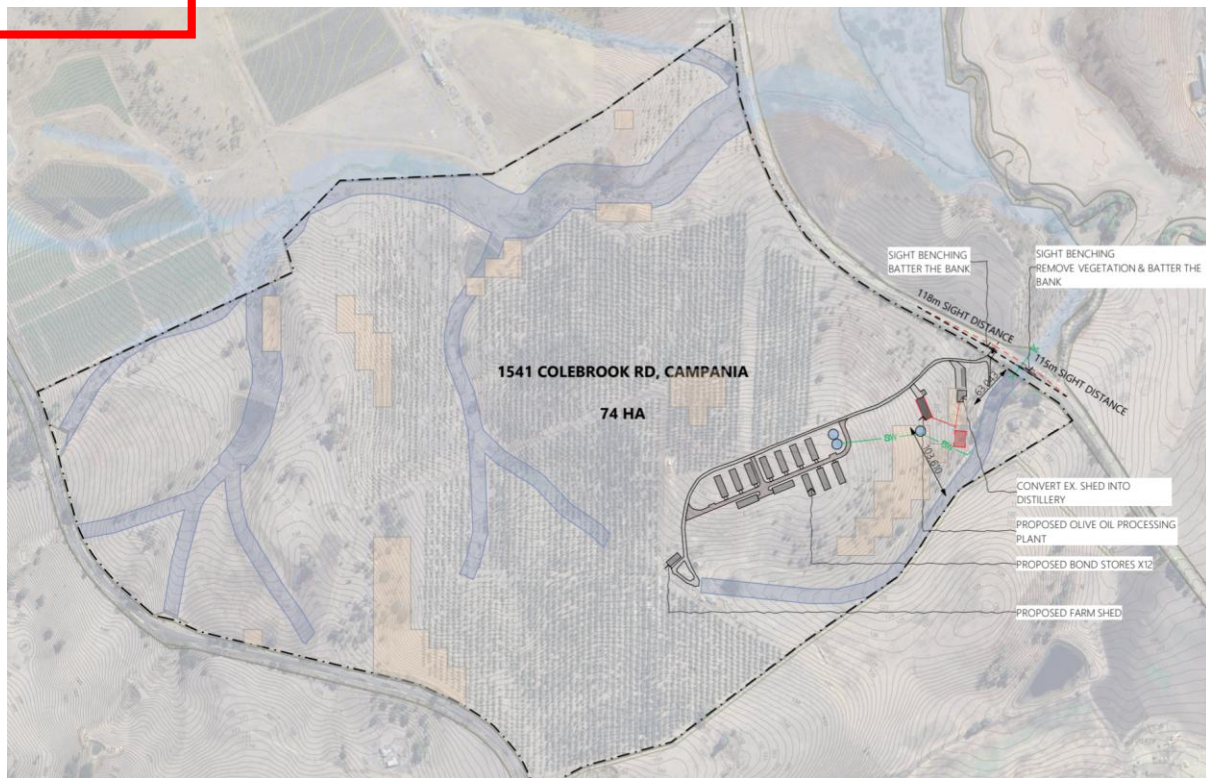 SIGHT BENCHING
BATTER THE BANK
SIGHT BENCHING
REMOVE VEGETATION & BATTER THE
BANK
118m SIGHT DISTANCE
115m SIGHT DISTANCE
1541 COLEBROOK RD, CAMPANIA
74 HA
SW
SW
CONVERT EX. SHED INTO
DISTILLERY
PROPOSED OLIVE OIL PROCESSING
PLANT
PROPOSED BOND STORES X12
PROPOSED FARM SHED